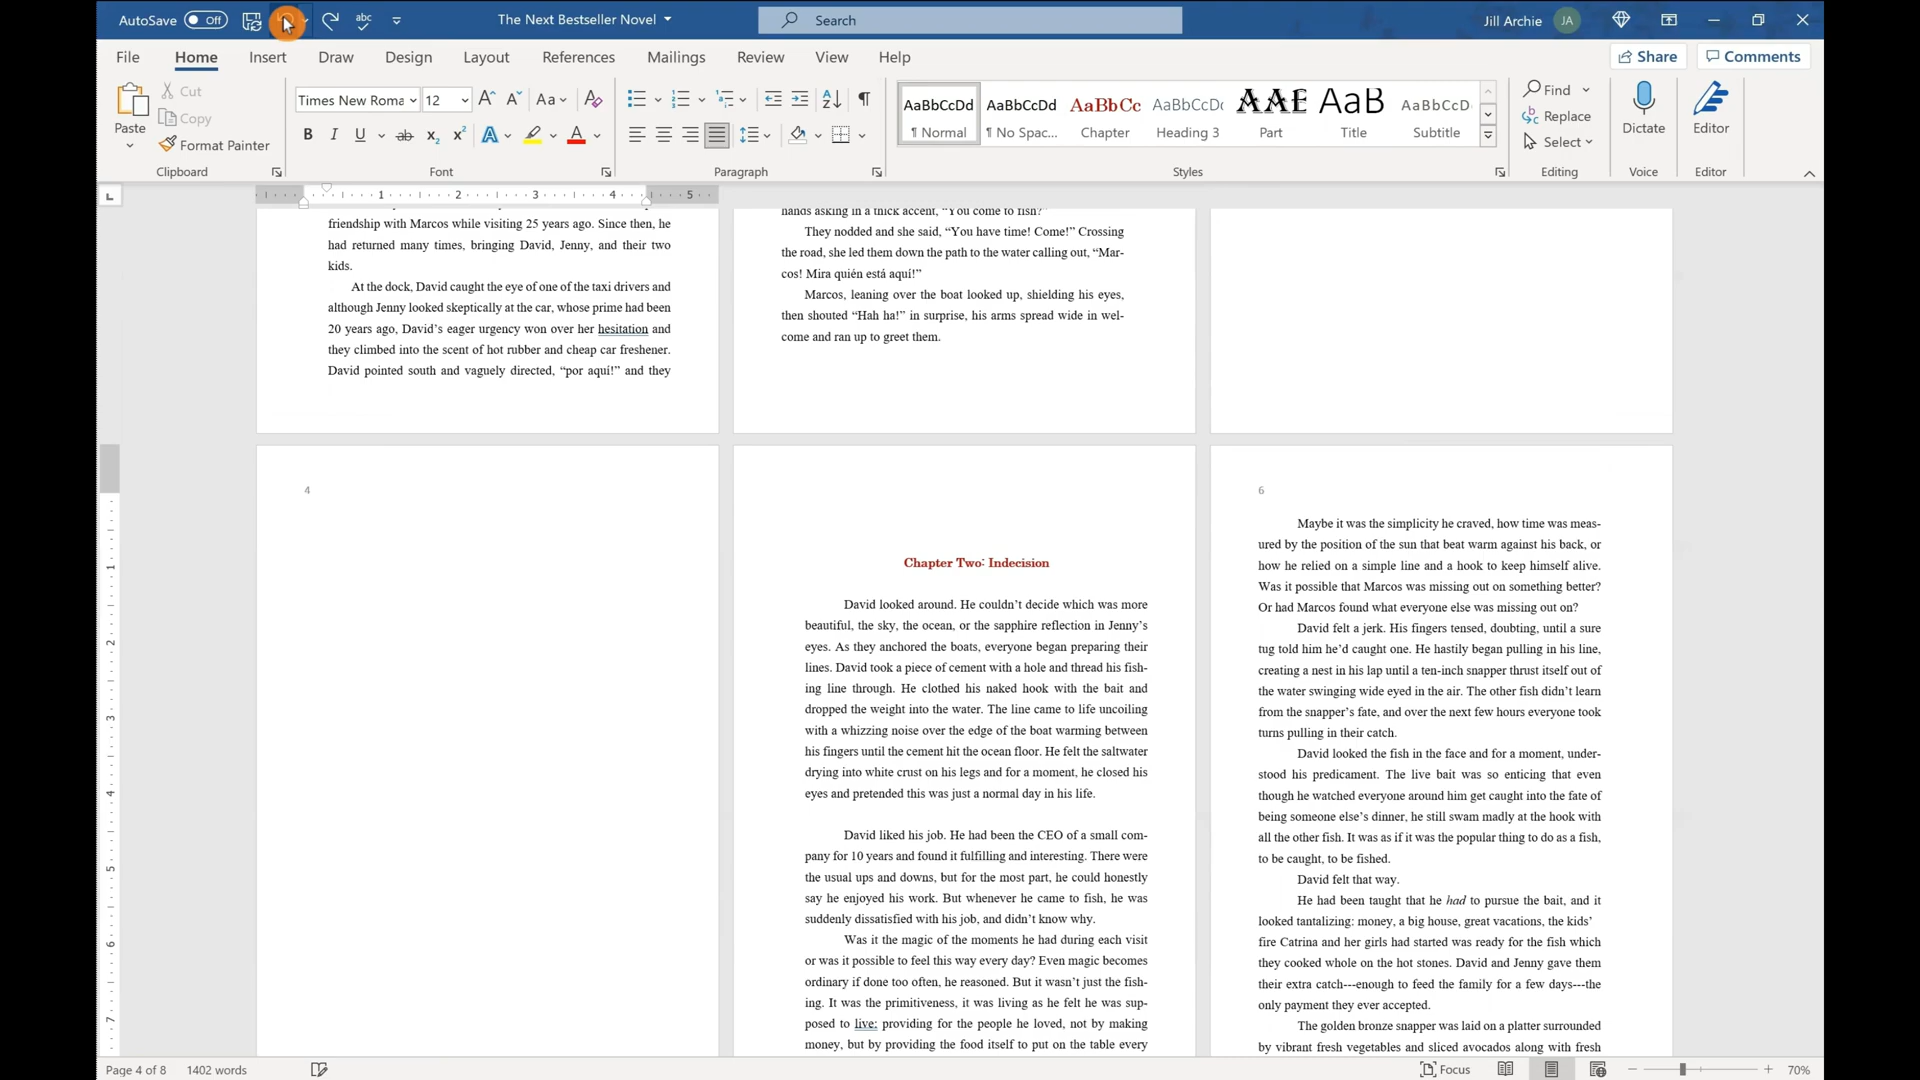 AutoSave Off abc The Next Bestseller Novel Search Jill Archie JA
File Home Insert Draw Design Layout References Mailings Review View Help Share Comments
Paste Cut Copy Format Painter
Clipboard
Times New Roma 12 Aa
B I U ab x₂ x² A A
Font
Paragraph
AaBbCcDd ¶ Normal
AaBbCcDd ¶ No Spac...
AaBbCc Chapter
AaBbCcDc Heading 3
AAE Part
AaB Title
AaBbCcD Subtitle
Styles
Find Replace Select
Editing
Dictate
Voice
Editor
Editor
1 2 3 4 5
friendship with Marcos while visiting 25 years ago. Since then, he
had returned many times, bringing David, Jenny, and their two
kids.
At the dock, David caught the eye of one of the taxi drivers and
although Jenny looked skeptically at the car, whose prime had been
20 years ago, David’s eager urgency won over her hesitation and
they climbed into the scent of hot rubber and cheap car freshener.
David pointed south and vaguely directed, “por aquí!” and they
hands asking in a thick accent, “You come to fish?”
They nodded and she said, “You have time! Come!” Crossing
the road, she led them down the path to the water calling out, “Mar-
cos! Mira quién está aquí!”
Marcos, leaning over the boat looked up, shielding his eyes,
then shouted “Hah ha!” in surprise, his arms spread wide in wel-
come and ran up to greet them.
4
Chapter Two: Indecision
David looked around. He couldn’t decide which was more
beautiful, the sky, the ocean, or the sapphire reflection in Jenny’s
eyes. As they anchored the boats, everyone began preparing their
lines. David took a piece of cement with a hole and thread his fish-
ing line through. He clothed his naked hook with the bait and
dropped the weight into the water. The line came to life uncoiling
with a whizzing noise over the edge of the boat warming between
his fingers until the cement hit the ocean floor. He felt the saltwater
drying into white crust on his legs and for a moment, he closed his
eyes and pretended this was just a normal day in his life.
David liked his job. He had been the CEO of a small com-
pany for 10 years and found it fulfilling and interesting. There were
the usual ups and downs, but for the most part, he could honestly
say he enjoyed his work. But whenever he came to fish, he was
suddenly dissatisfied with his job, and didn’t know why.
Was it the magic of the moments he had during each visit
or was it possible to feel this way every day? Even magic becomes
ordinary if done too often, he reasoned. But it wasn’t just the fish-
ing. It was the primitiveness, it was living as he felt he was sup-
posed to live: providing for the people he loved, not by making
money, but by providing the food itself to put on the table every
6
Maybe it was the simplicity he craved, how time was meas-
ured by the position of the sun that beat warm against his back, or
how he relied on a simple line and a hook to keep himself alive.
Was it possible that Marcos was missing out on something better?
Or had Marcos found what everyone else was missing out on?
David felt a jerk. His fingers tensed, doubting, until a sure
tug told him he’d caught one. He hastily began pulling in his line,
creating a nest in his lap until a ten-inch snapper thrust itself out of
the water swinging wide eyed in the air. The other fish didn’t learn
from the snapper’s fate, and over the next few hours everyone took
turns pulling in their catch.
David looked the fish in the face and for a moment, under-
stood his predicament. The live bait was so enticing that even
though he watched everyone around him get caught into the fate of
being someone else’s dinner, he still swam madly at the hook with
all the other fish. It was as if it was the popular thing to do as a fish,
to be caught, to be fished.
David felt that way.
He had been taught that he had to pursue the bait, and it
looked tantalizing: money, a big house, great vacations, the kids’
fire Catrina and her girls had started was ready for the fish which
they cooked whole on the hot stones. David and Jenny gave them
their extra catch---enough to feed the family for a few days---the
only payment they ever accepted.
The golden bronze snapper was laid on a platter surrounded
by vibrant fresh vegetables and sliced avocados along with fresh
1
2
3
4
5
6
7
Page 4 of 8 1402 words Focus 70%